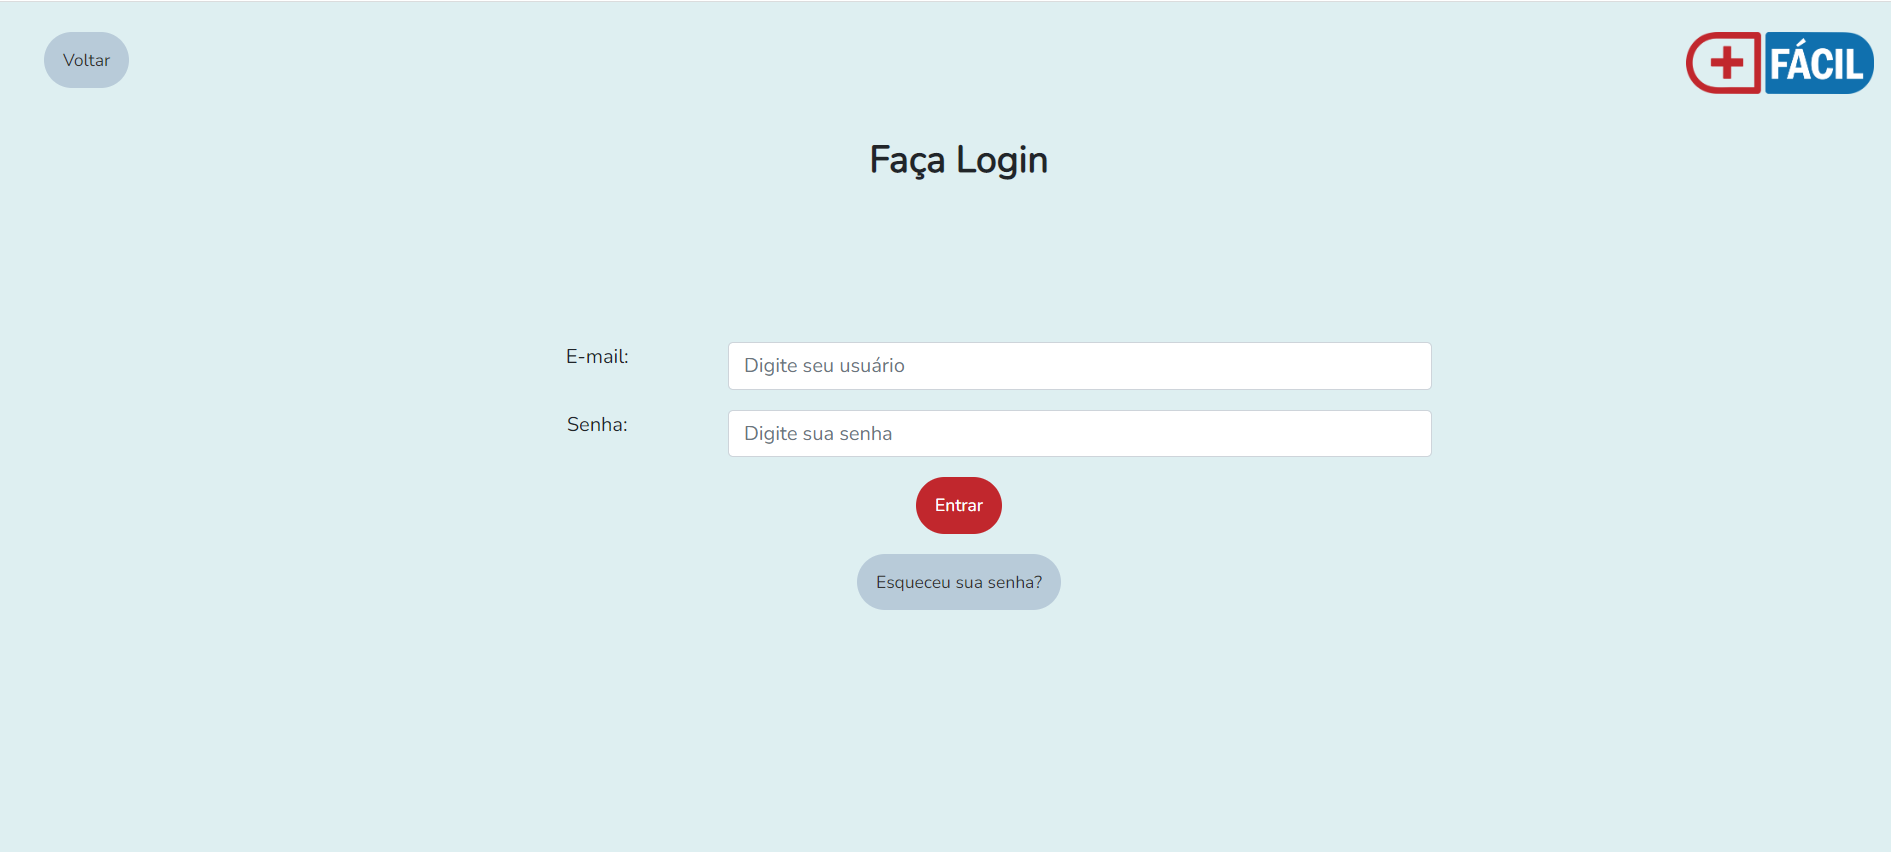 Voltar
FÁCIL
Faça Login
E-mail:
Digite seu usuário
Senha:
Digite sua senha
Entrar
Esqueceu sua senha?